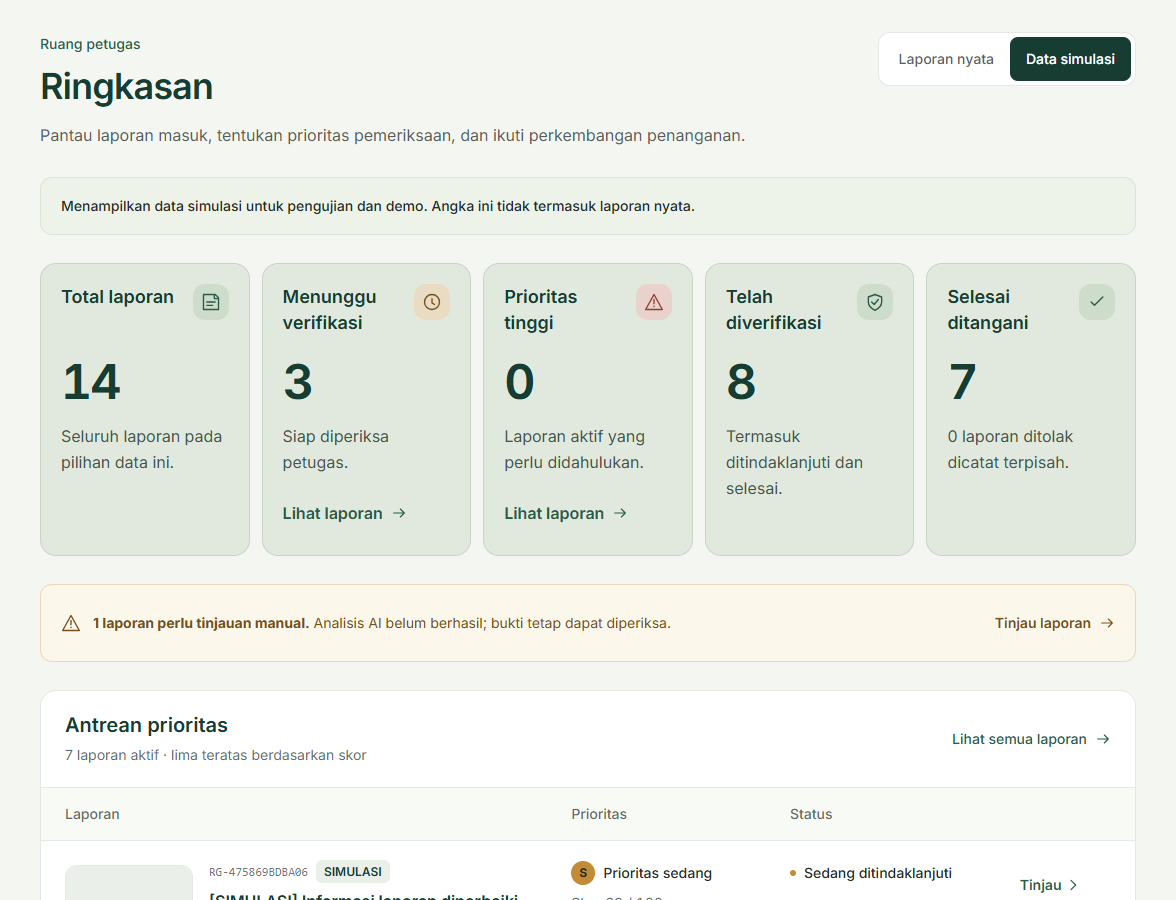 Ruang petugas
Ringkasan
Pantau laporan masuk, tentukan prioritas pemeriksaan, dan ikuti perkembangan penanganan.
Laporan nyata
Data simulasi
Menampilkan data simulasi untuk pengujian dan demo. Angka ini tidak termasuk laporan nyata.
Total laporan
14
Seluruh laporan pada
pilihan data ini.
Menunggu
verifikasi
3
Siap diperiksa
petugas.
Lihat laporan
Prioritas
tinggi
0
Laporan aktif yang
perlu didahulukan.
Lihat laporan
Telah
diverifikasi
8
Termasuk
ditindaklanjuti dan
selesai.
Selesai
ditangani
7
0 laporan ditolak
dicatat terpisah.
1 laporan perlu tinjauan manual. Analisis AI belum berhasil; bukti tetap dapat diperiksa.
Tinjau laporan
Antrean prioritas
7 laporan aktif · lima teratas berdasarkan skor
Lihat semua laporan
Laporan
Prioritas
Status
RG-475869BDBA06
SIMULASI
[SIMULASI] Informasi laporan diperbaiki
S
Prioritas sedang
Sedang ditindaklanjuti
Tinjau